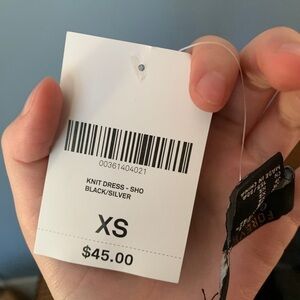 00361404021
KNIT DRESS - SHO
BLACK/SILVER
XS
$45.00